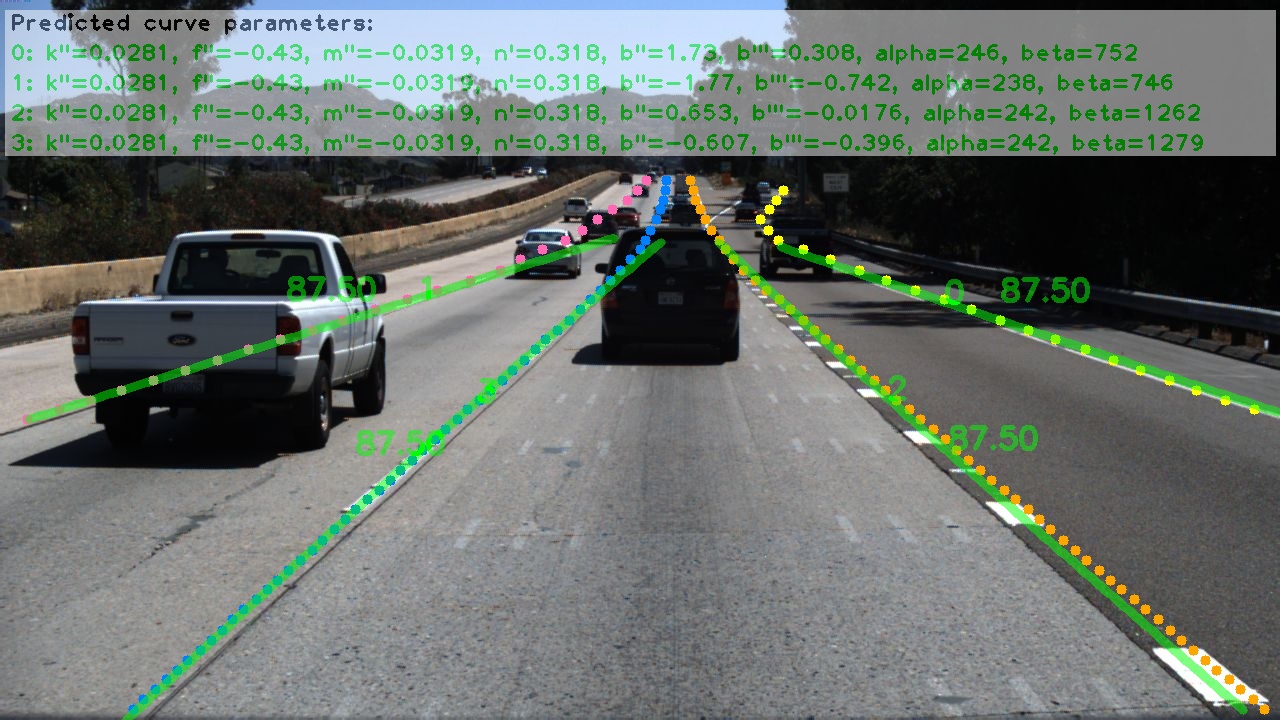 Predicted curve parameters:
0: k''=0.0281, f''=-0.43, m''=-0.0319, n'=0.318, b''=1.73, b'''=0.308, alpha=246, beta=752
1: k''=0.0281, f''=-0.43, m''=-0.0319, n'=0.318, b''=-1.77, b'''=-0.742, alpha=238, beta=746
2: k''=0.0281, f''=-0.43, m''=-0.0319, n'=0.318, b''=0.653, b'''=-0.0176, alpha=242, beta=1262
3: k''=0.0281, f''=-0.43, m''=-0.0319, n'=0.318, b''=-0.607, b'''=-0.396, alpha=242, beta=1279
87.50 1
0 87.50
3
2
87.50
87.50
Ford